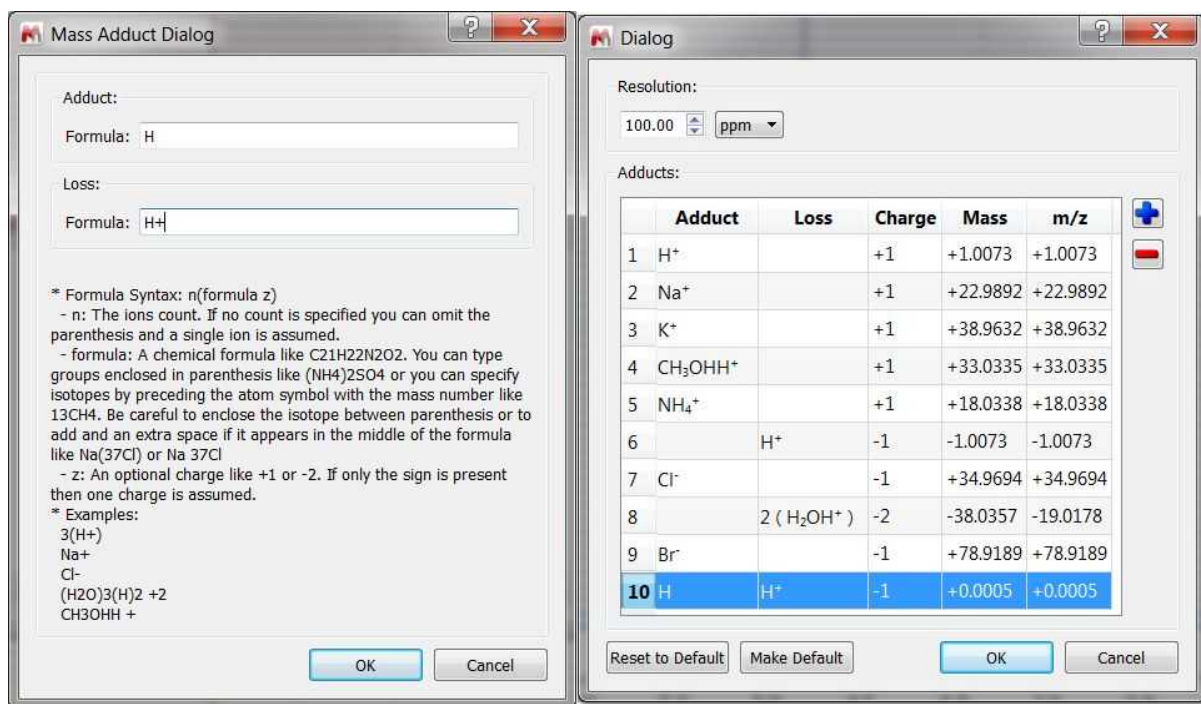 Mass Adduct Dialog
Adduct:
Formula: H
Loss:
Formula: H+
* Formula Syntax: n(formula z)
- n: The ions count. If no count is specified you can omit the
parenthesis and a single ion is assumed.
- formula: A chemical formula like C21H22N2O2. You can type
groups enclosed in parenthesis like (NH4)2SO4 or you can specify
isotopes by preceding the atom symbol with the mass number like
13CH4. Be careful to enclose the isotope between parenthesis or to
add and an extra space if it appears in the middle of the formula
like Na(37Cl) or Na 37Cl
- z: An optional charge like +1 or -2. If only the sign is present
then one charge is assumed.
* Examples:
3(H+)
Na+
Cl-
(H2O)3(H)2 +2
CH3OHH +
OK Cancel
Dialog
Resolution:
100.00 ppm
Adducts:
Adduct Loss Charge Mass m/z
1 H⁺ +1 +1.0073 +1.0073
2 Na⁺ +1 +22.9892 +22.9892
3 K⁺ +1 +38.9632 +38.9632
4 CH₃OHH⁺ +1 +33.0335 +33.0335
5 NH₄⁺ +1 +18.0338 +18.0338
6 H⁺ -1 -1.0073 -1.0073
7 Cl⁻ -1 +34.9694 +34.9694
8 2 ( H₂OH⁺ ) -2 -38.0357 -19.0178
9 Br⁻ -1 +78.9189 +78.9189
10 H H⁺ -1 +0.0005 +0.0005
Reset to Default Make Default OK Cancel